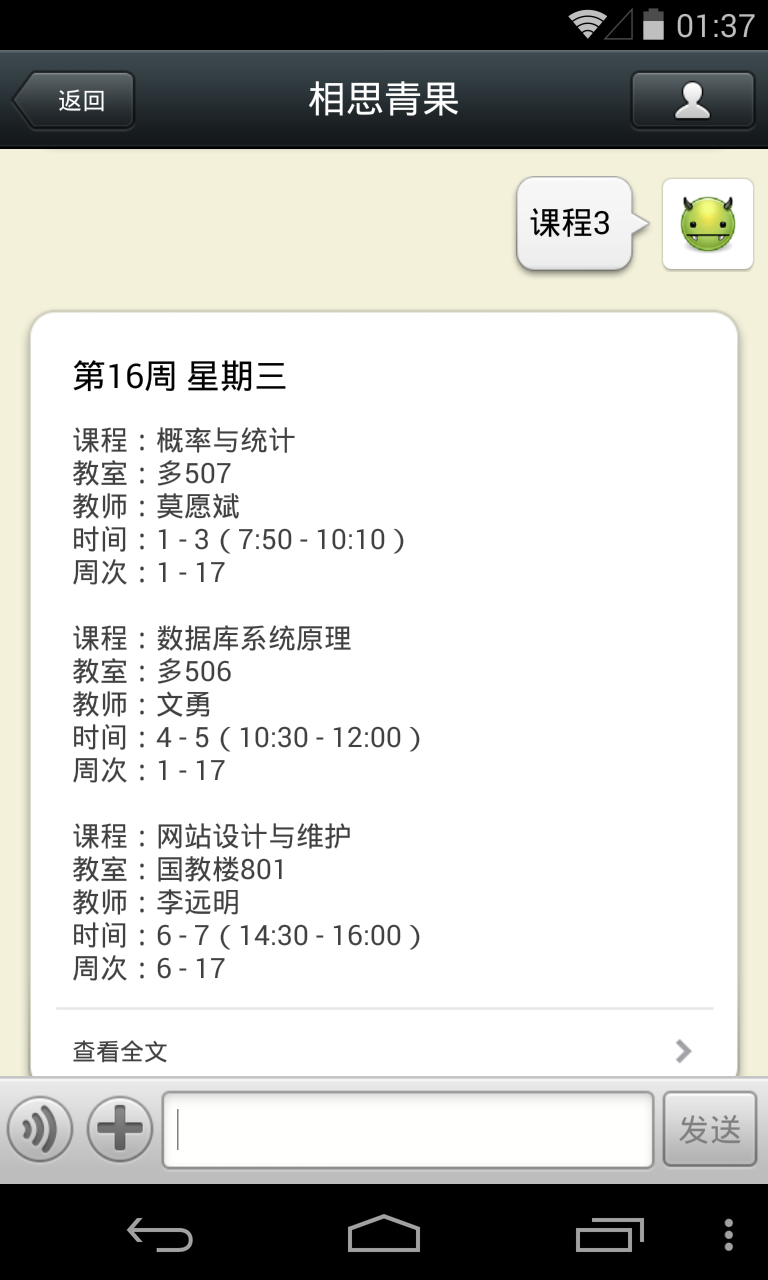 01:37
返回
相思青果
课程3
第16周 星期三
课程：概率与统计
教室：多507
教师：莫愿斌
时间：1 - 3 ( 7:50 - 10:10 )
周次：1 - 17
课程：数据库系统原理
教室：多506
教师：文勇
时间：4 - 5 ( 10:30 - 12:00 )
周次：1 - 17
课程：网站设计与维护
教室：国教楼801
教师：李远明
时间：6 - 7 ( 14:30 - 16:00 )
周次：6 - 17
查看全文
发送